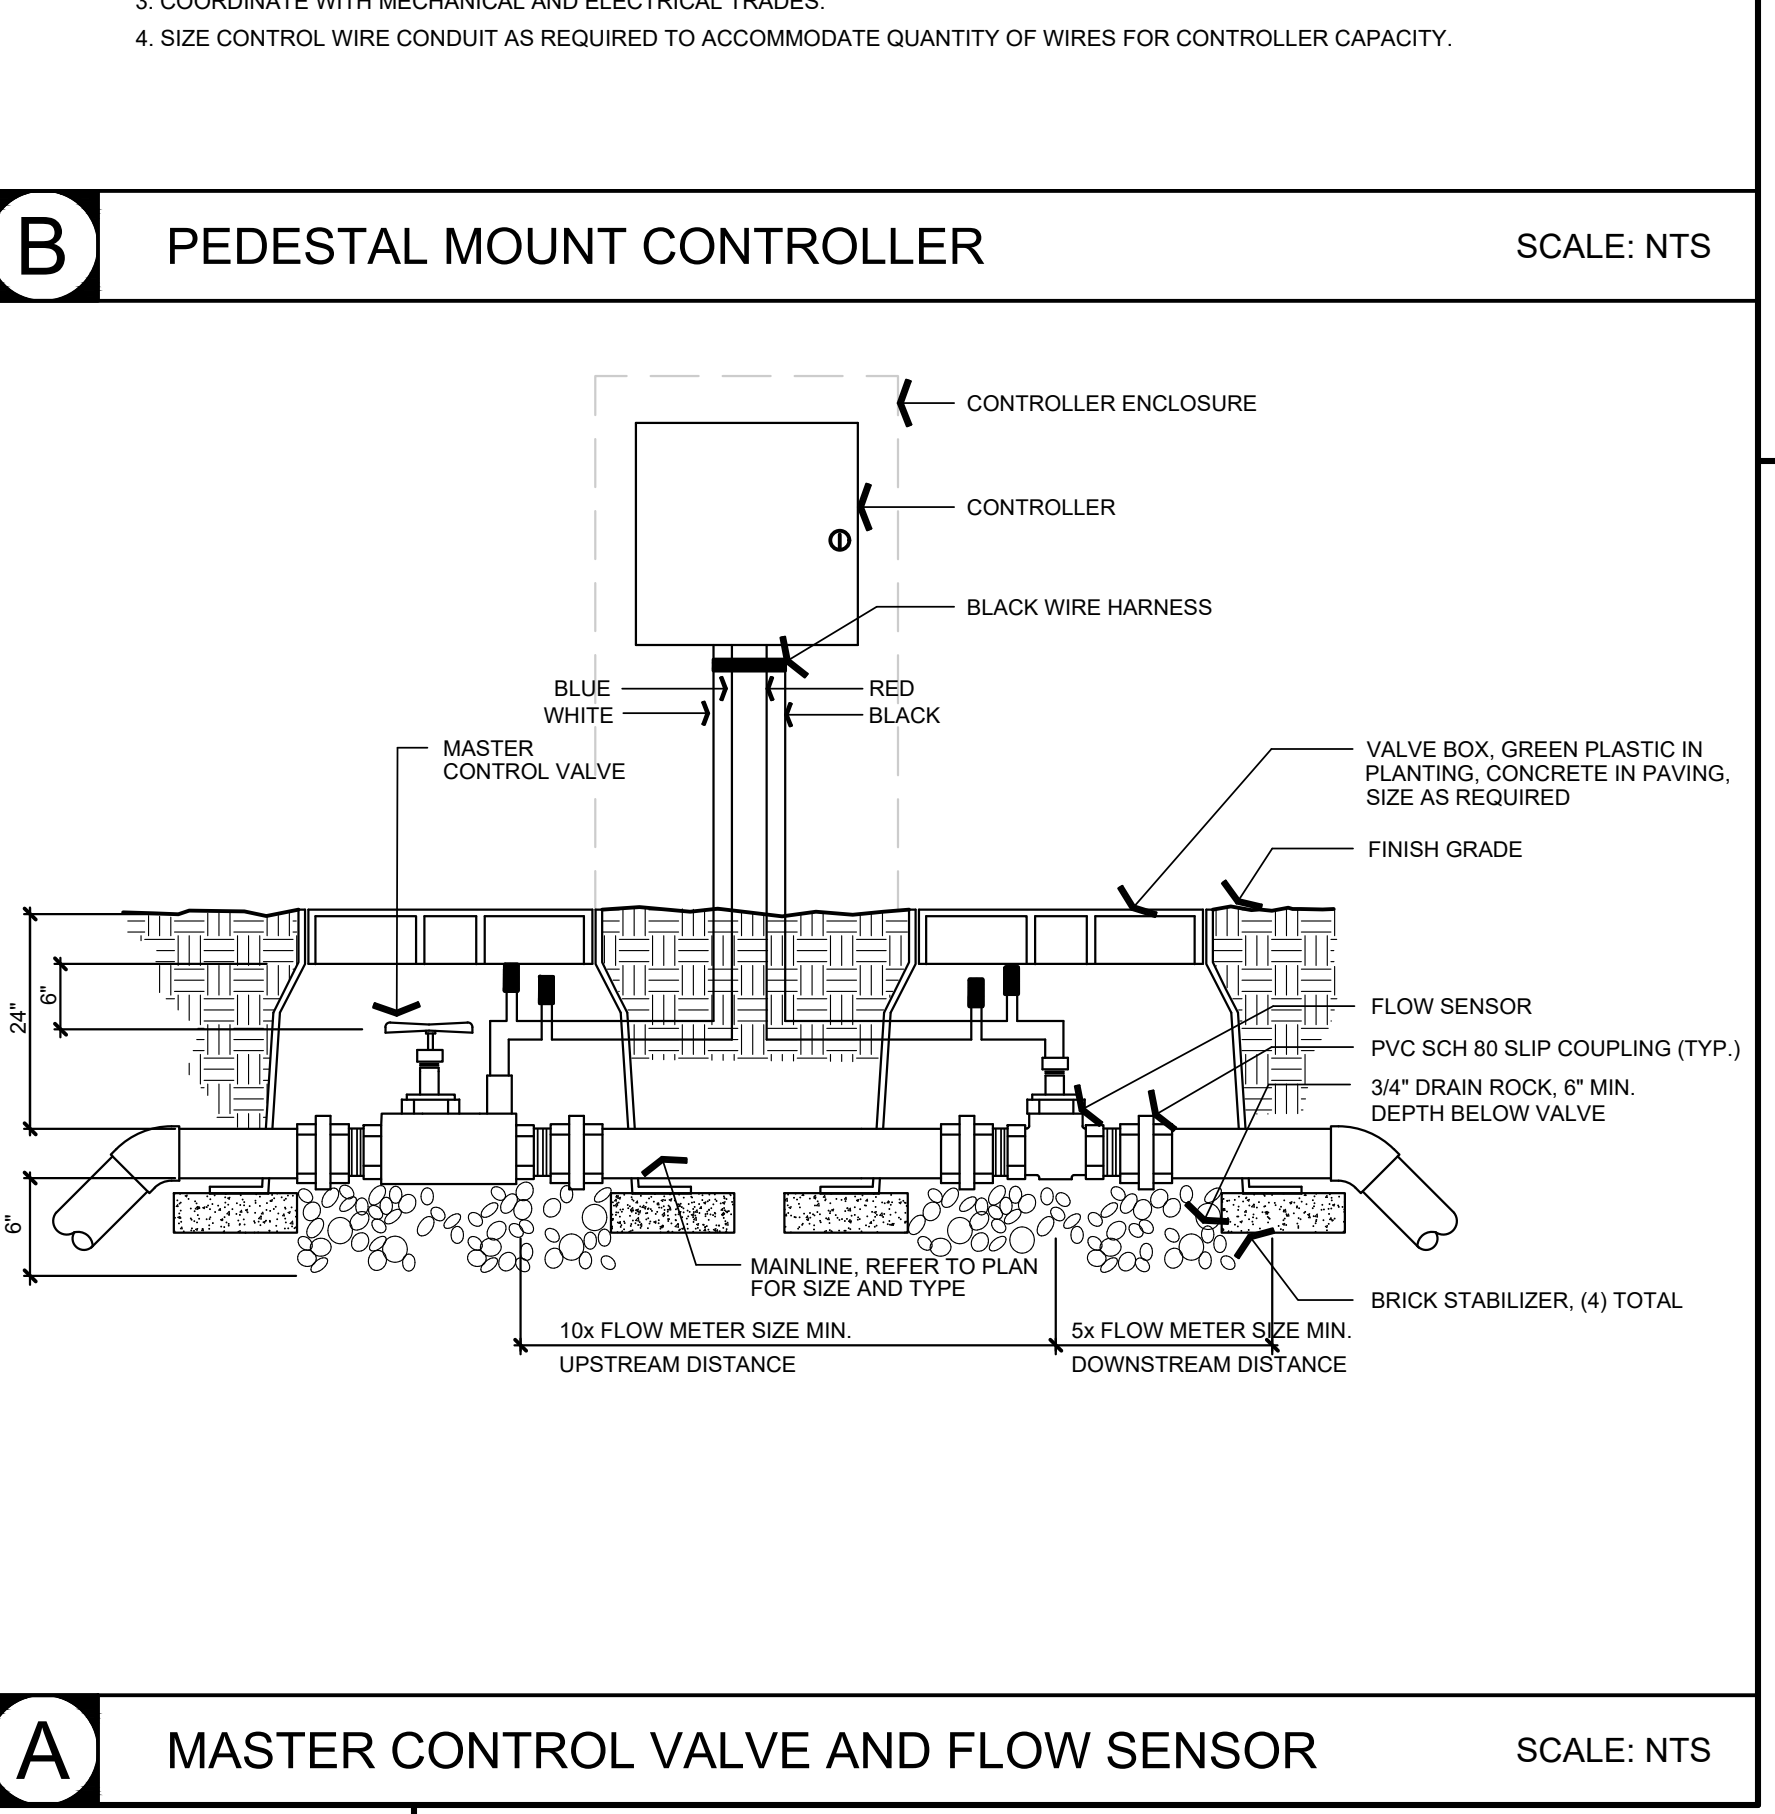 3. COORDINATE WITH MECHANICAL AND ELECTRICAL TRADES.
4. SIZE CONTROL WIRE CONDUIT AS REQUIRED TO ACCOMMODATE QUANTITY OF WIRES FOR CONTROLLER CAPACITY.
B
PEDESTAL MOUNT CONTROLLER
SCALE: NTS
CONTROLLER ENCLOSURE
CONTROLLER
BLACK WIRE HARNESS
BLUE
RED
WHITE
BLACK
MASTER
CONTROL VALVE
VALVE BOX, GREEN PLASTIC IN
PLANTING, CONCRETE IN PAVING,
SIZE AS REQUIRED
FINISH GRADE
24"
6"
FLOW SENSOR
PVC SCH 80 SLIP COUPLING (TYP.)
3/4" DRAIN ROCK, 6" MIN.
DEPTH BELOW VALVE
6"
MAINLINE, REFER TO PLAN
FOR SIZE AND TYPE
BRICK STABILIZER, (4) TOTAL
10x FLOW METER SIZE MIN.
UPSTREAM DISTANCE
5x FLOW METER SIZE MIN.
DOWNSTREAM DISTANCE
A
MASTER CONTROL VALVE AND FLOW SENSOR
SCALE: NTS